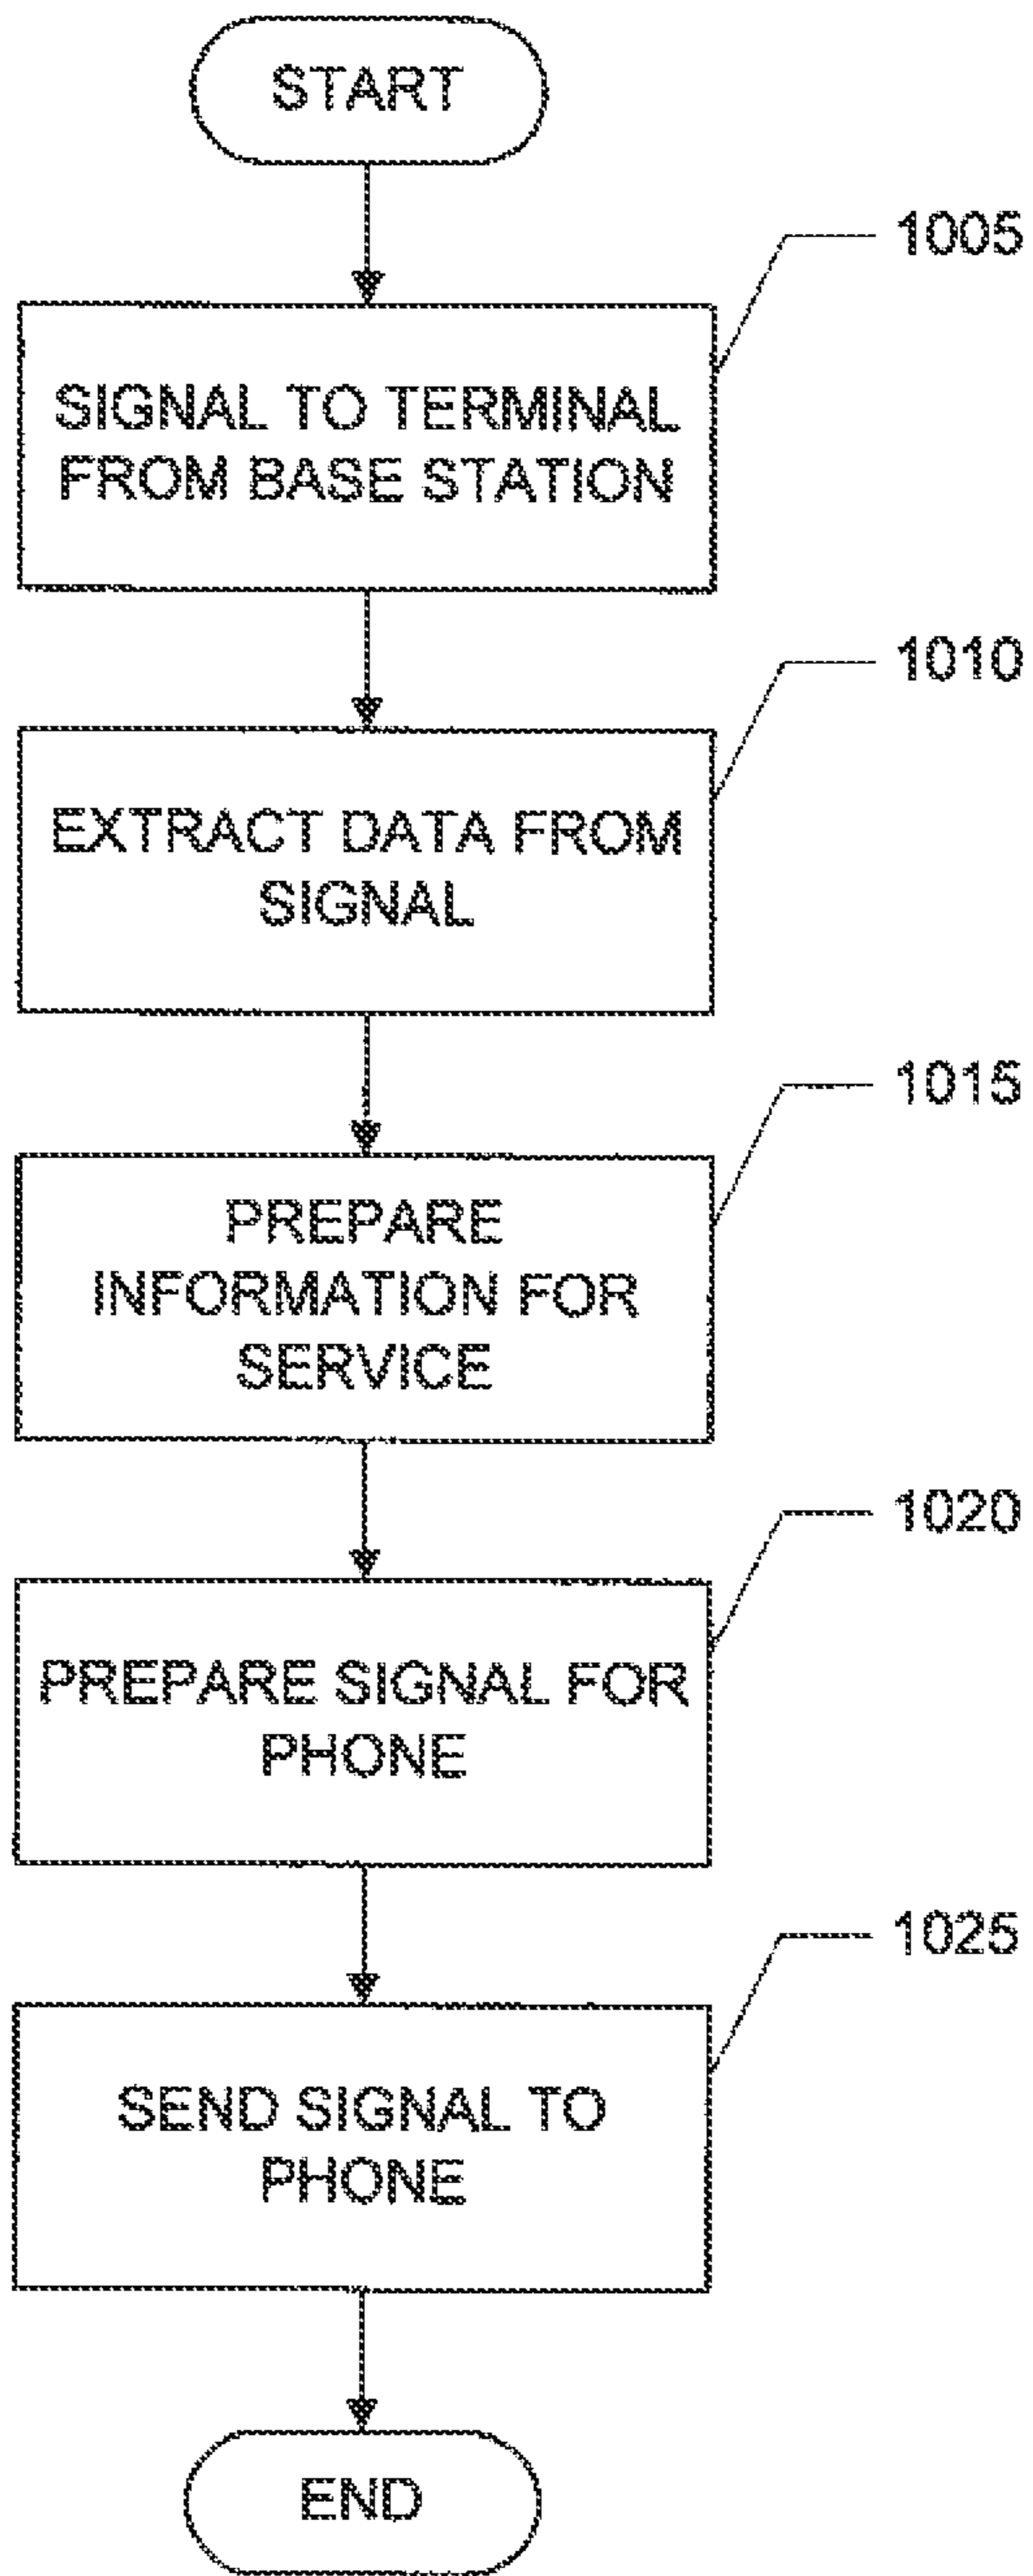 START
1005
SIGNAL TO TERMINAL
FROM BASE STATION
1010
EXTRACT DATA FROM
SIGNAL
1015
PREPARE
INFORMATION FOR
SERVICE
1020
PREPARE SIGNAL FOR
PHONE
1025
SEND SIGNAL TO
PHONE
END